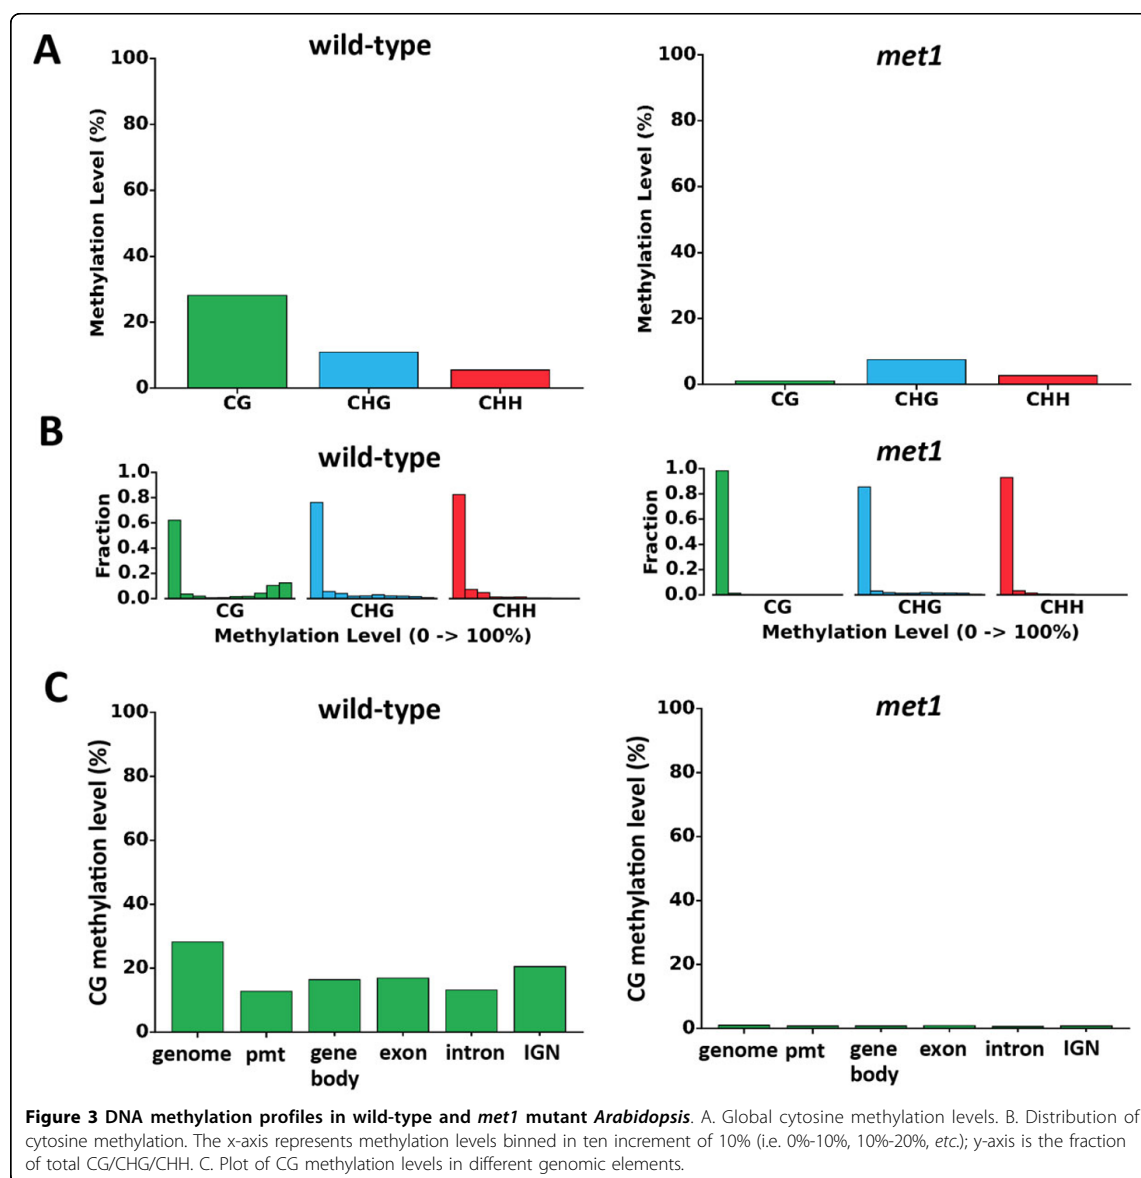 A
wild-type
met1
Methylation Level (%)
100
80
60
40
20
0
CG CHG CHH
Methylation Level (%)
100
80
60
40
20
0
CG CHG CHH
B
wild-type
met1
Fraction
1.0
0.8
0.6
0.4
0.2
0.0
CG CHG CHH
Methylation Level (0 -> 100%)
Fraction
1.0
0.8
0.6
0.4
0.2
0.0
CG CHG CHH
Methylation Level (0 -> 100%)
C
wild-type
met1
CG methylation level (%)
100
80
60
40
20
0
genome pmt gene exon intron IGN
body
CG methylation level (%)
100
80
60
40
20
0
genome pmt gene exon intron IGN
body
Figure 3 DNA methylation profiles in wild-type and met1 mutant Arabidopsis. A. Global cytosine methylation levels. B. Distribution of
cytosine methylation. The x-axis represents methylation levels binned in ten increment of 10% (i.e. 0%-10%, 10%-20%, etc.); y-axis is the fraction
of total CG/CHG/CHH. C. Plot of CG methylation levels in different genomic elements.